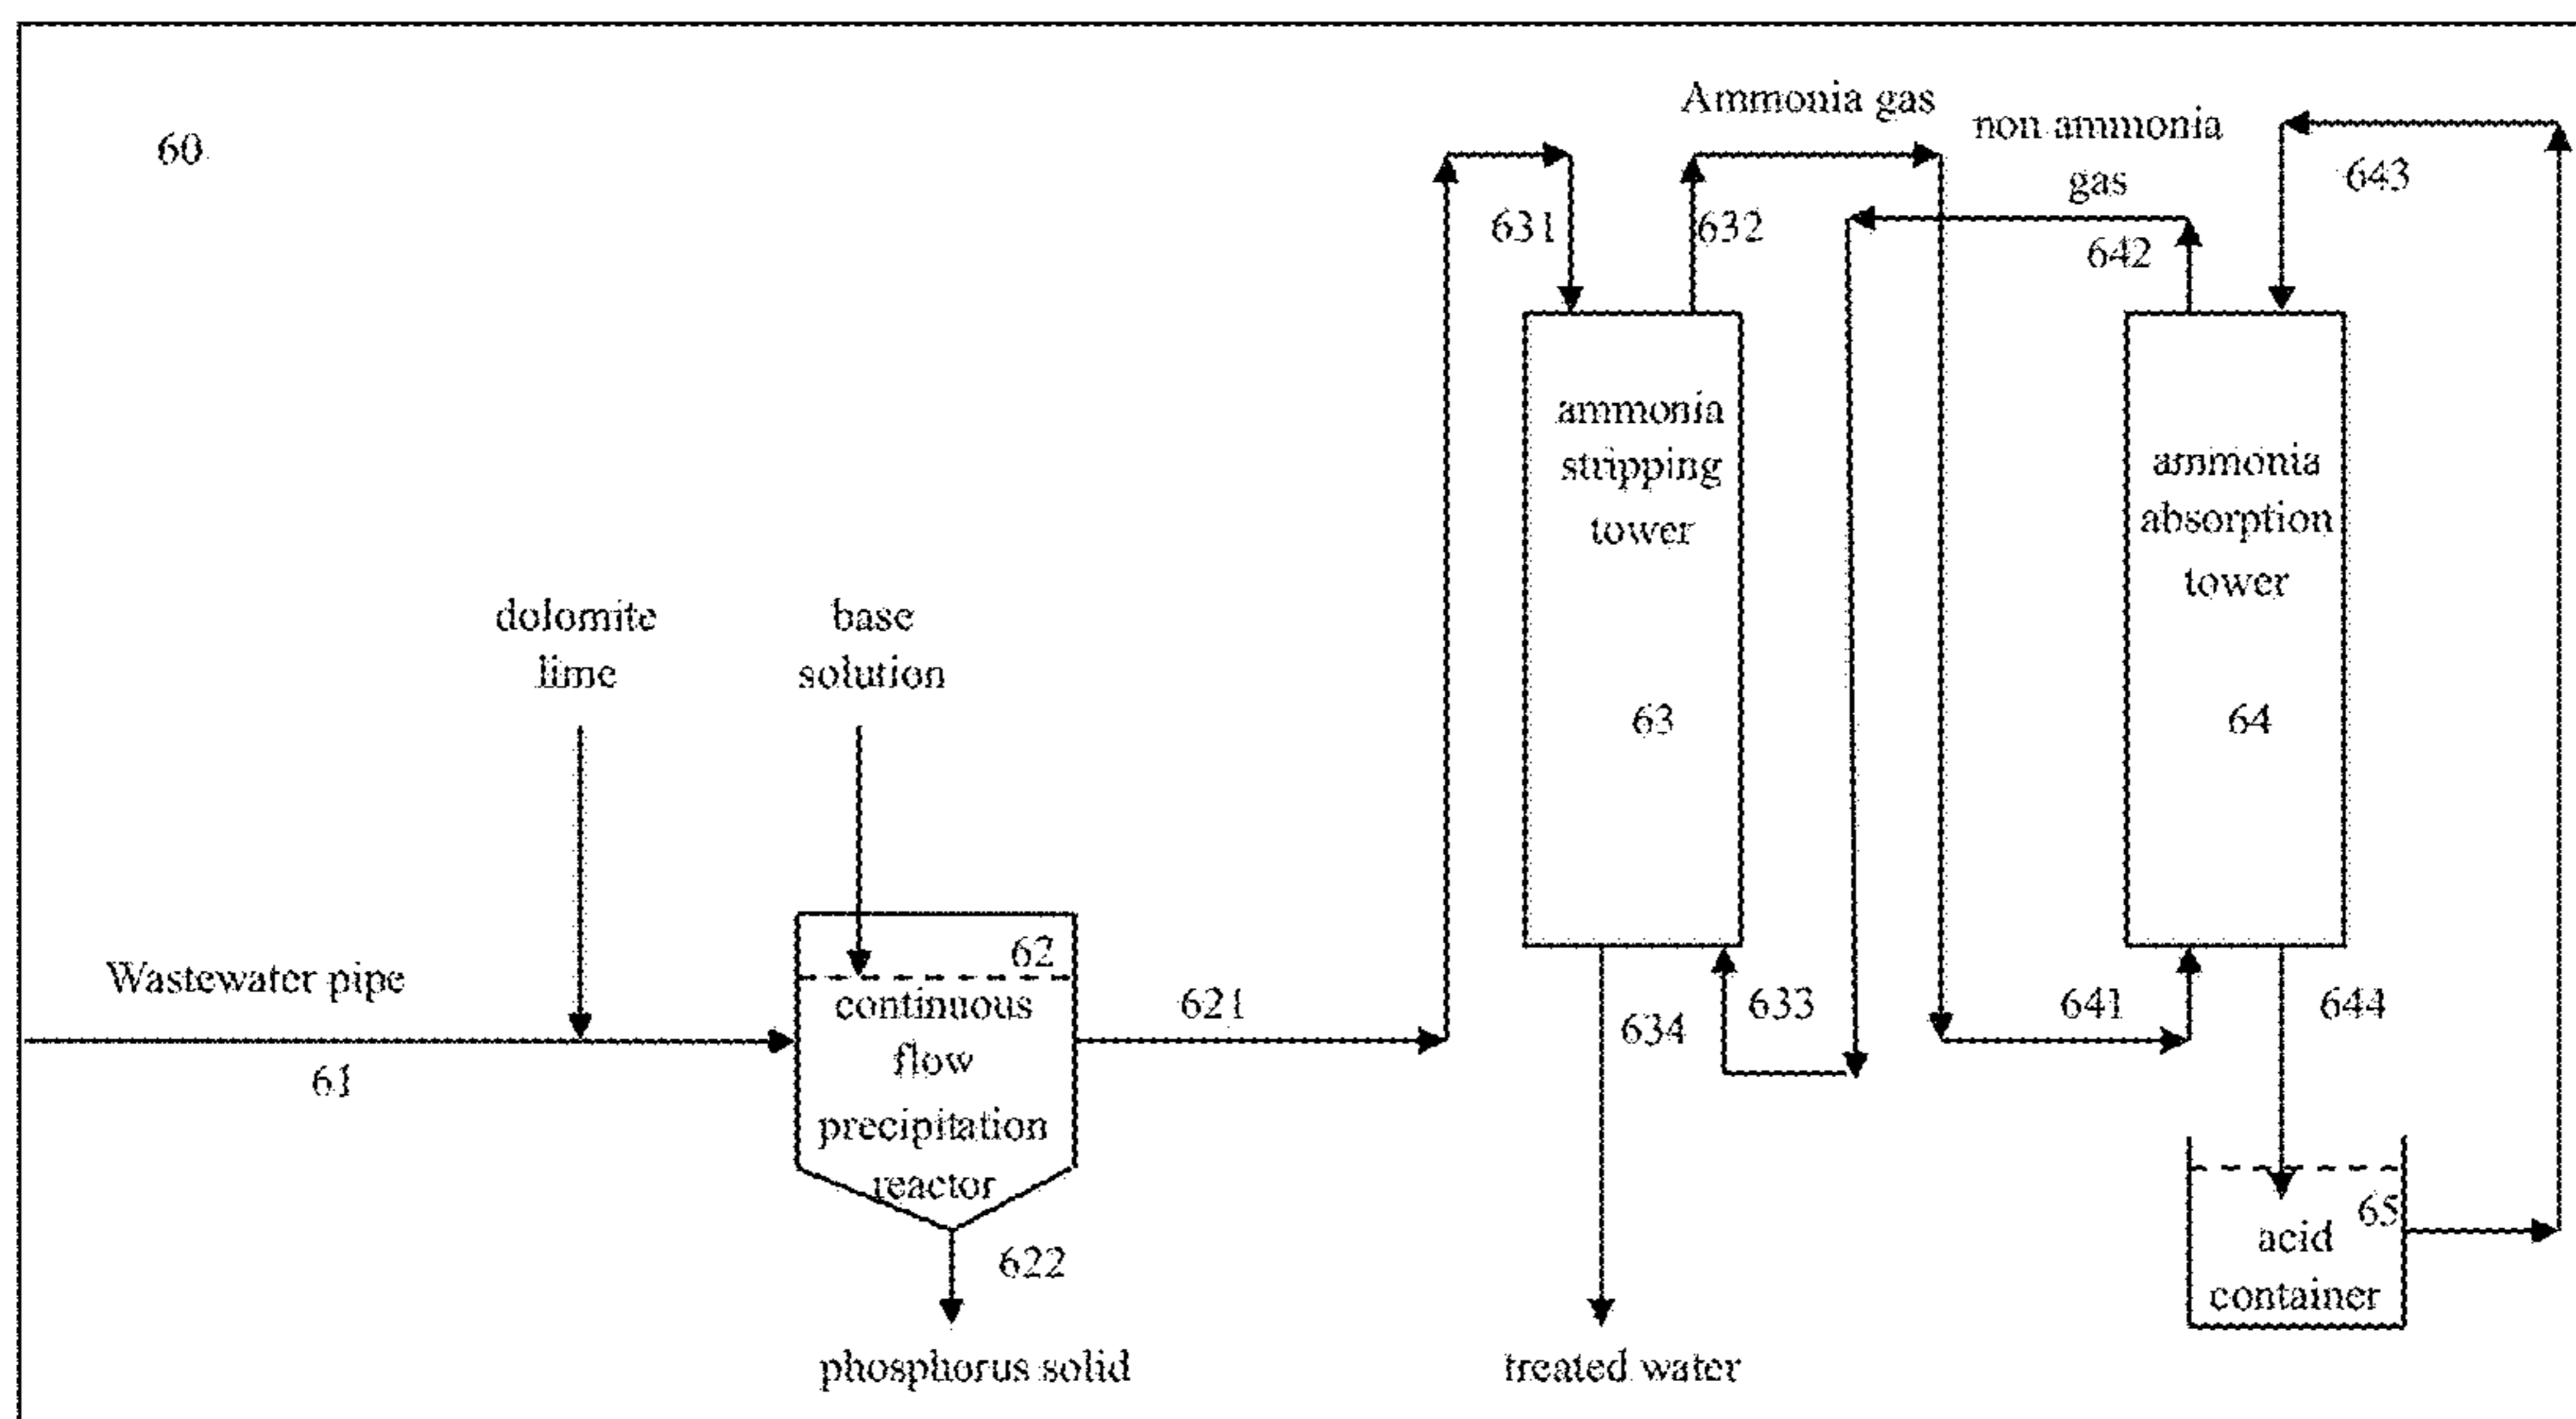 Ammonia gas
non ammonia
gas
60
631
632
642
643
ammonia
stripping
tower
63
ammonia
absorption
tower
64
dolomite
lime
base
solution
Wastewater pipe
61
62
continuous
flow
precipitation
reactor
621
622
phosphorus solid
634
633
treated water
641
644
65
acid
container